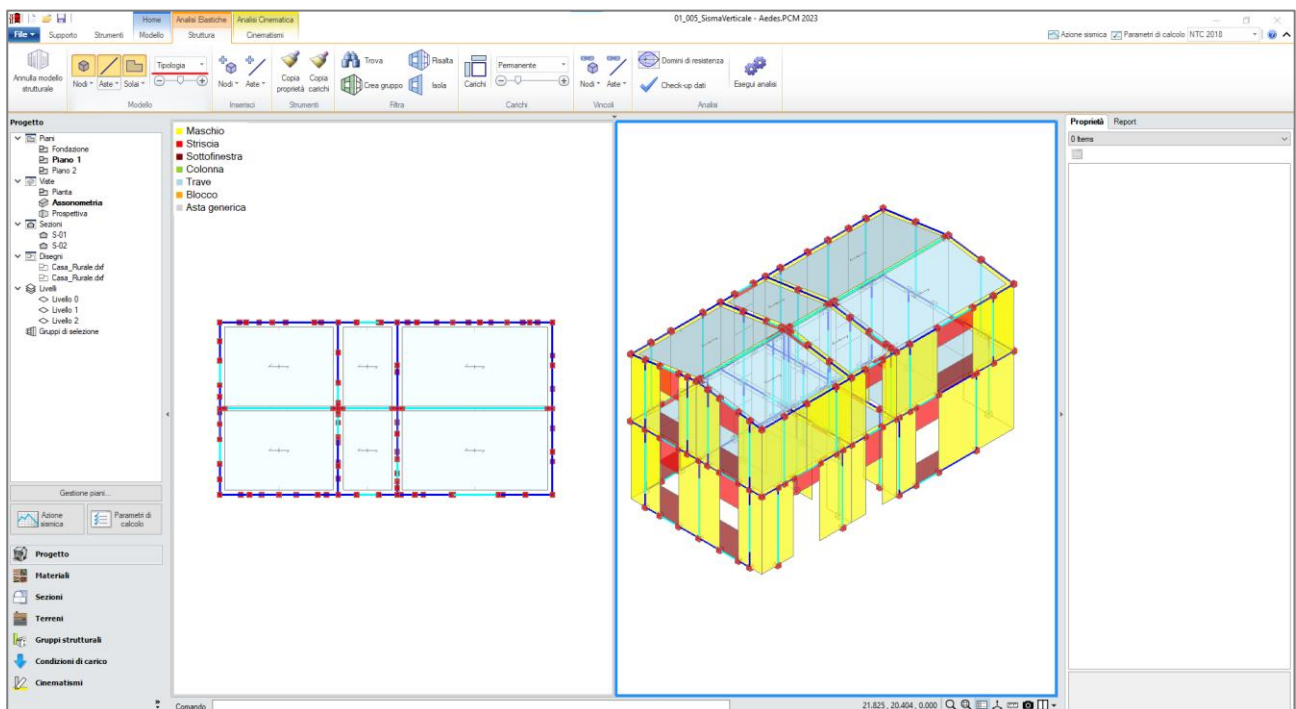 Home Analisi Elastiche Analisi Cinematica 01_005_SismaVerticale - Aedes.PCM 2023
File Supporto Strumenti Modello Struttura Cinematismi Azione sismica Parametri di calcolo NTC 2018
Annulla modello strutturale
Nodi Aste Solai
Tipologia
Modello
Nodi Aste
Inserisci
Copia proprietà
Copia carichi
Strumenti
Trova
Crea gruppo
Risalta
Isola
Filtra
Carichi
Permanente
Carichi
Nodi Aste
Vincoli
Domini di resistenza
Check-up dati
Esegui analisi
Analisi
Progetto
Piani
Fondazione
Piano 1
Piano 2
Viste
Pianta
Assonometria
Prospettiva
Sezioni
S-01
S-02
Disegni
Casa_Rurale.dxf
Casa_Rurale.dxf
Livelli
Livello 0
Livello 1
Livello 2
Gruppi di selezione
Gestione piani...
Azione sismica
Parametri di calcolo
Progetto
Materiali
Sezioni
Terreni
Gruppi strutturali
Condizioni di carico
Cinematismi
Maschio
Striscia
Sottofinestra
Colonna
Trave
Blocco
Asta generica
Proprietà Report
0 Items
Comando
21.825 , 20.404 , 0.000